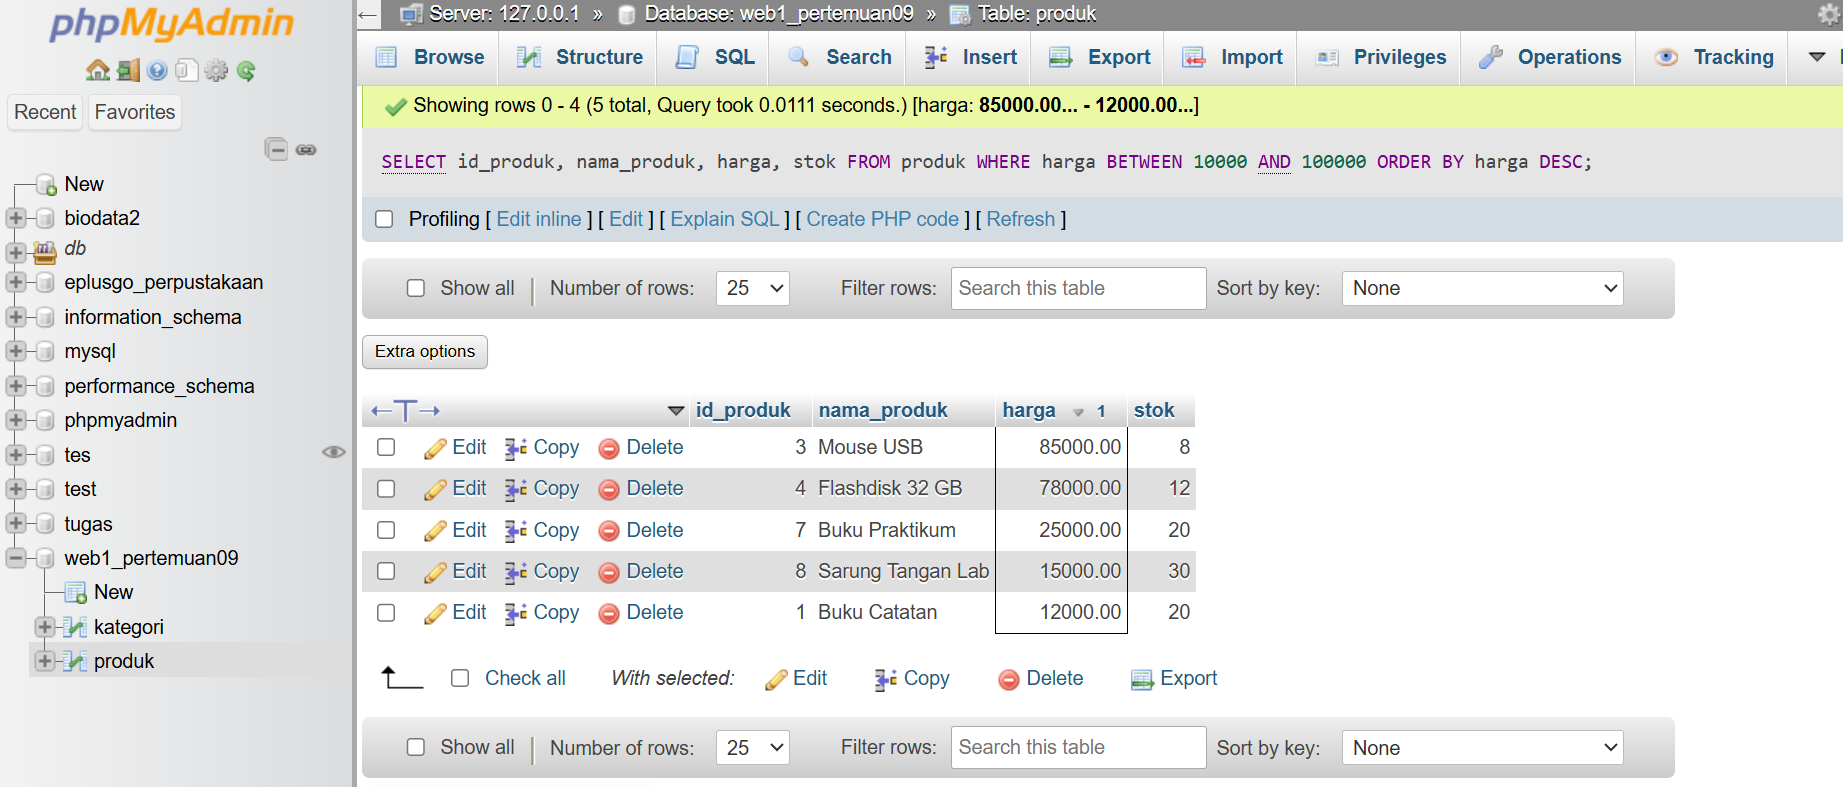 phpMyAdmin
Recent Favorites
New
biodata2
db
eplusgo_perpustakaan
information_schema
mysql
performance_schema
phpmyadmin
tes
test
tugas
web1_pertemuan09
New
kategori
produk
← Server: 127.0.0.1 » Database: web1_pertemuan09 » Table: produk
Browse Structure SQL Search Insert Export Import Privileges Operations Tracking
Showing rows 0 - 4 (5 total, Query took 0.0111 seconds.) [harga: 85000.00... - 12000.00...]
SELECT id_produk, nama_produk, harga, stok FROM produk WHERE harga BETWEEN 10000 AND 100000 ORDER BY harga DESC;
Profiling [ Edit inline ] [ Edit ] [ Explain SQL ] [ Create PHP code ] [ Refresh ]
Show all | Number of rows: 25 Filter rows: Search this table Sort by key: None
Extra options
←T→ id_produk nama_produk harga 1 stok
Edit Copy Delete 3 Mouse USB 85000.00 8
Edit Copy Delete 4 Flashdisk 32 GB 78000.00 12
Edit Copy Delete 7 Buku Praktikum 25000.00 20
Edit Copy Delete 8 Sarung Tangan Lab 15000.00 30
Edit Copy Delete 1 Buku Catatan 12000.00 20
Check all With selected: Edit Copy Delete Export
Show all | Number of rows: 25 Filter rows: Search this table Sort by key: None